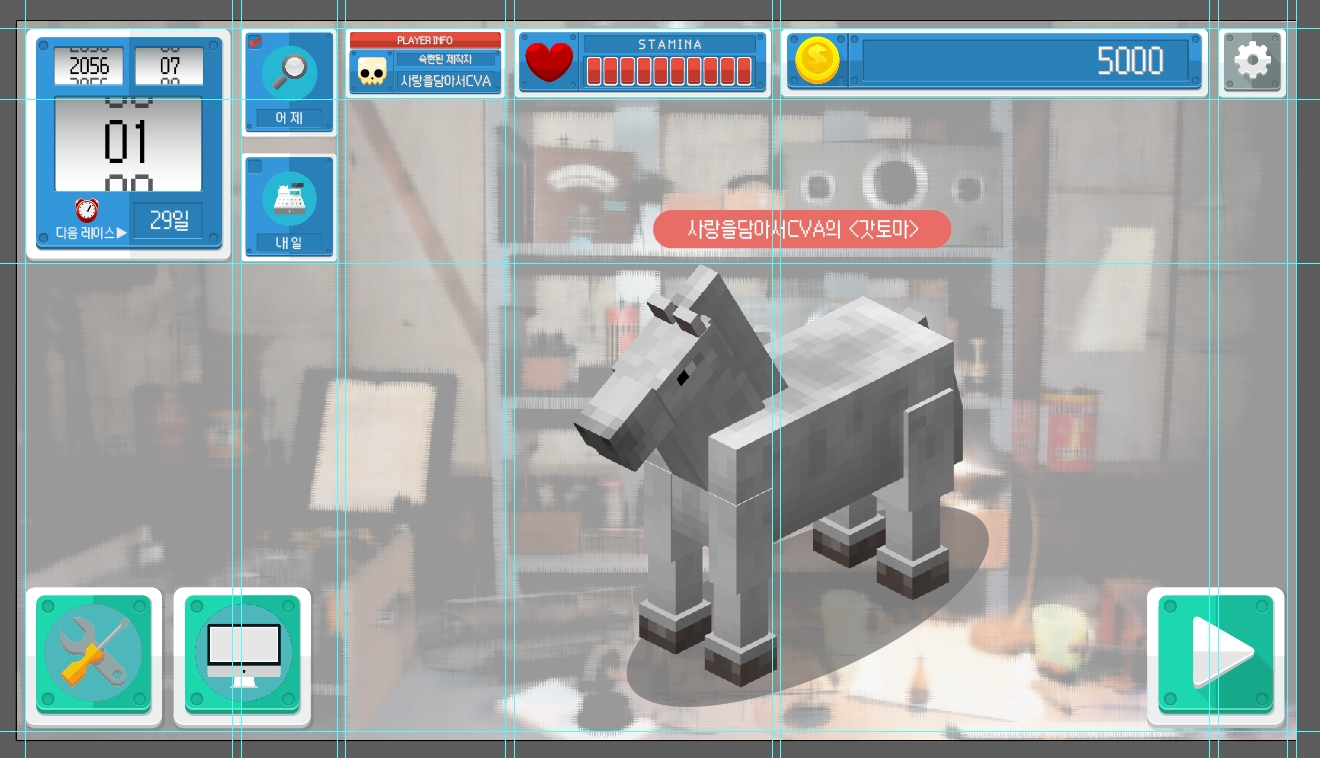 2056
07
01
다음 레이스▶
29일
어제
내일
PLAYER INFO
숙련된 제작자
사랑을담아서CVA
STAMINA
5000
사랑을담아서CVA의 <갓토마>